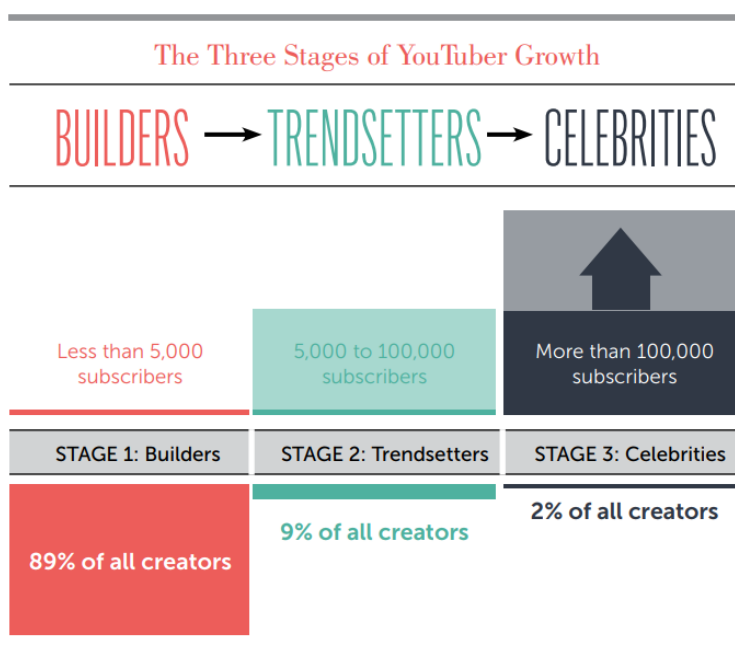 The Three Stages of YouTuber Growth
BUILDERS TRENDSETTERS CELEBRITIES
Less than 5,000
subscribers
5,000 to 100,000
subscribers
More than 100,000
subscribers
STAGE 1: Builders
STAGE 2: Trendsetters
STAGE 3: Celebrities
89% of all creators
9% of all creators
2% of all creators